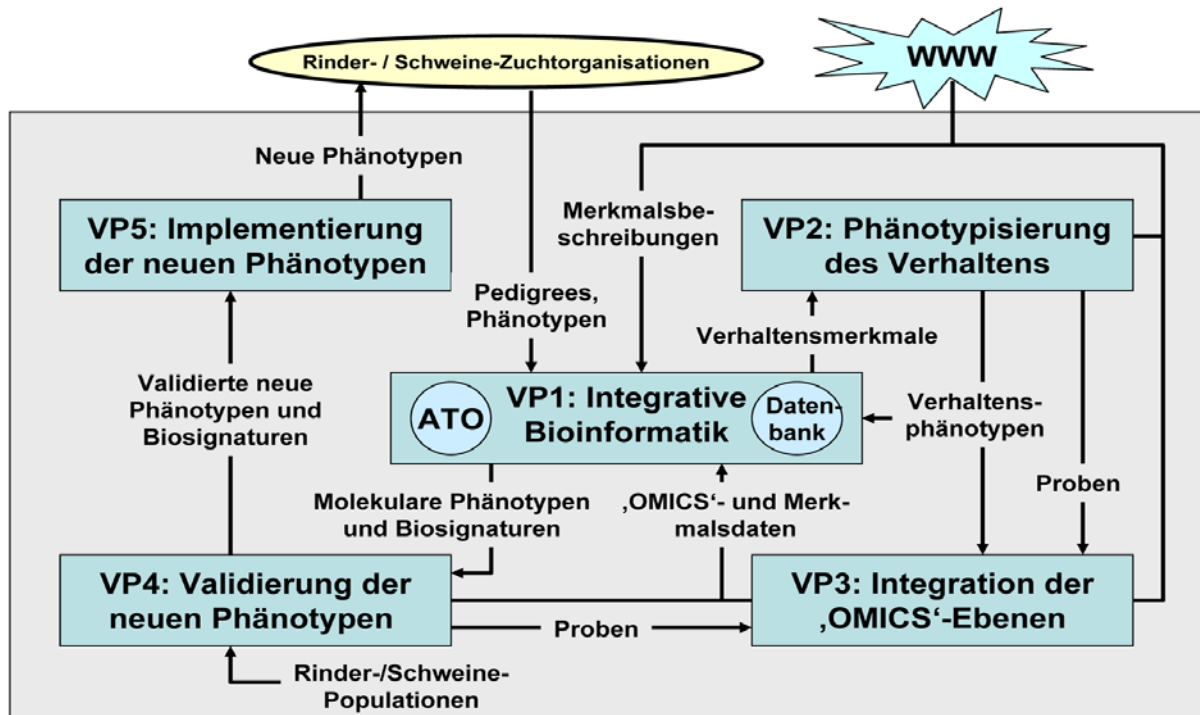 Rinder- / Schweine-Zuchtorganisationen
WWW
Neue Phänotypen
VP5: Implementierung
der neuen Phänotypen
Merkmalsbe-
schreibungen
VP2: Phänotypisierung
des Verhaltens
Pedigrees,
Phänotypen
Verhaltensmerkmale
Validierte neue
Phänotypen und
Biosignaturen
ATO
VP1: Integrative
Bioinformatik
Daten-
bank
Verhaltens-
phänotypen
Proben
Molekulare Phänotypen
und Biosignaturen
‚OMICS‘- und Merk-
malsdaten
VP4: Validierung der
neuen Phänotypen
VP3: Integration der
‚OMICS‘-Ebenen
Proben
Rinder-/Schweine-
Populationen